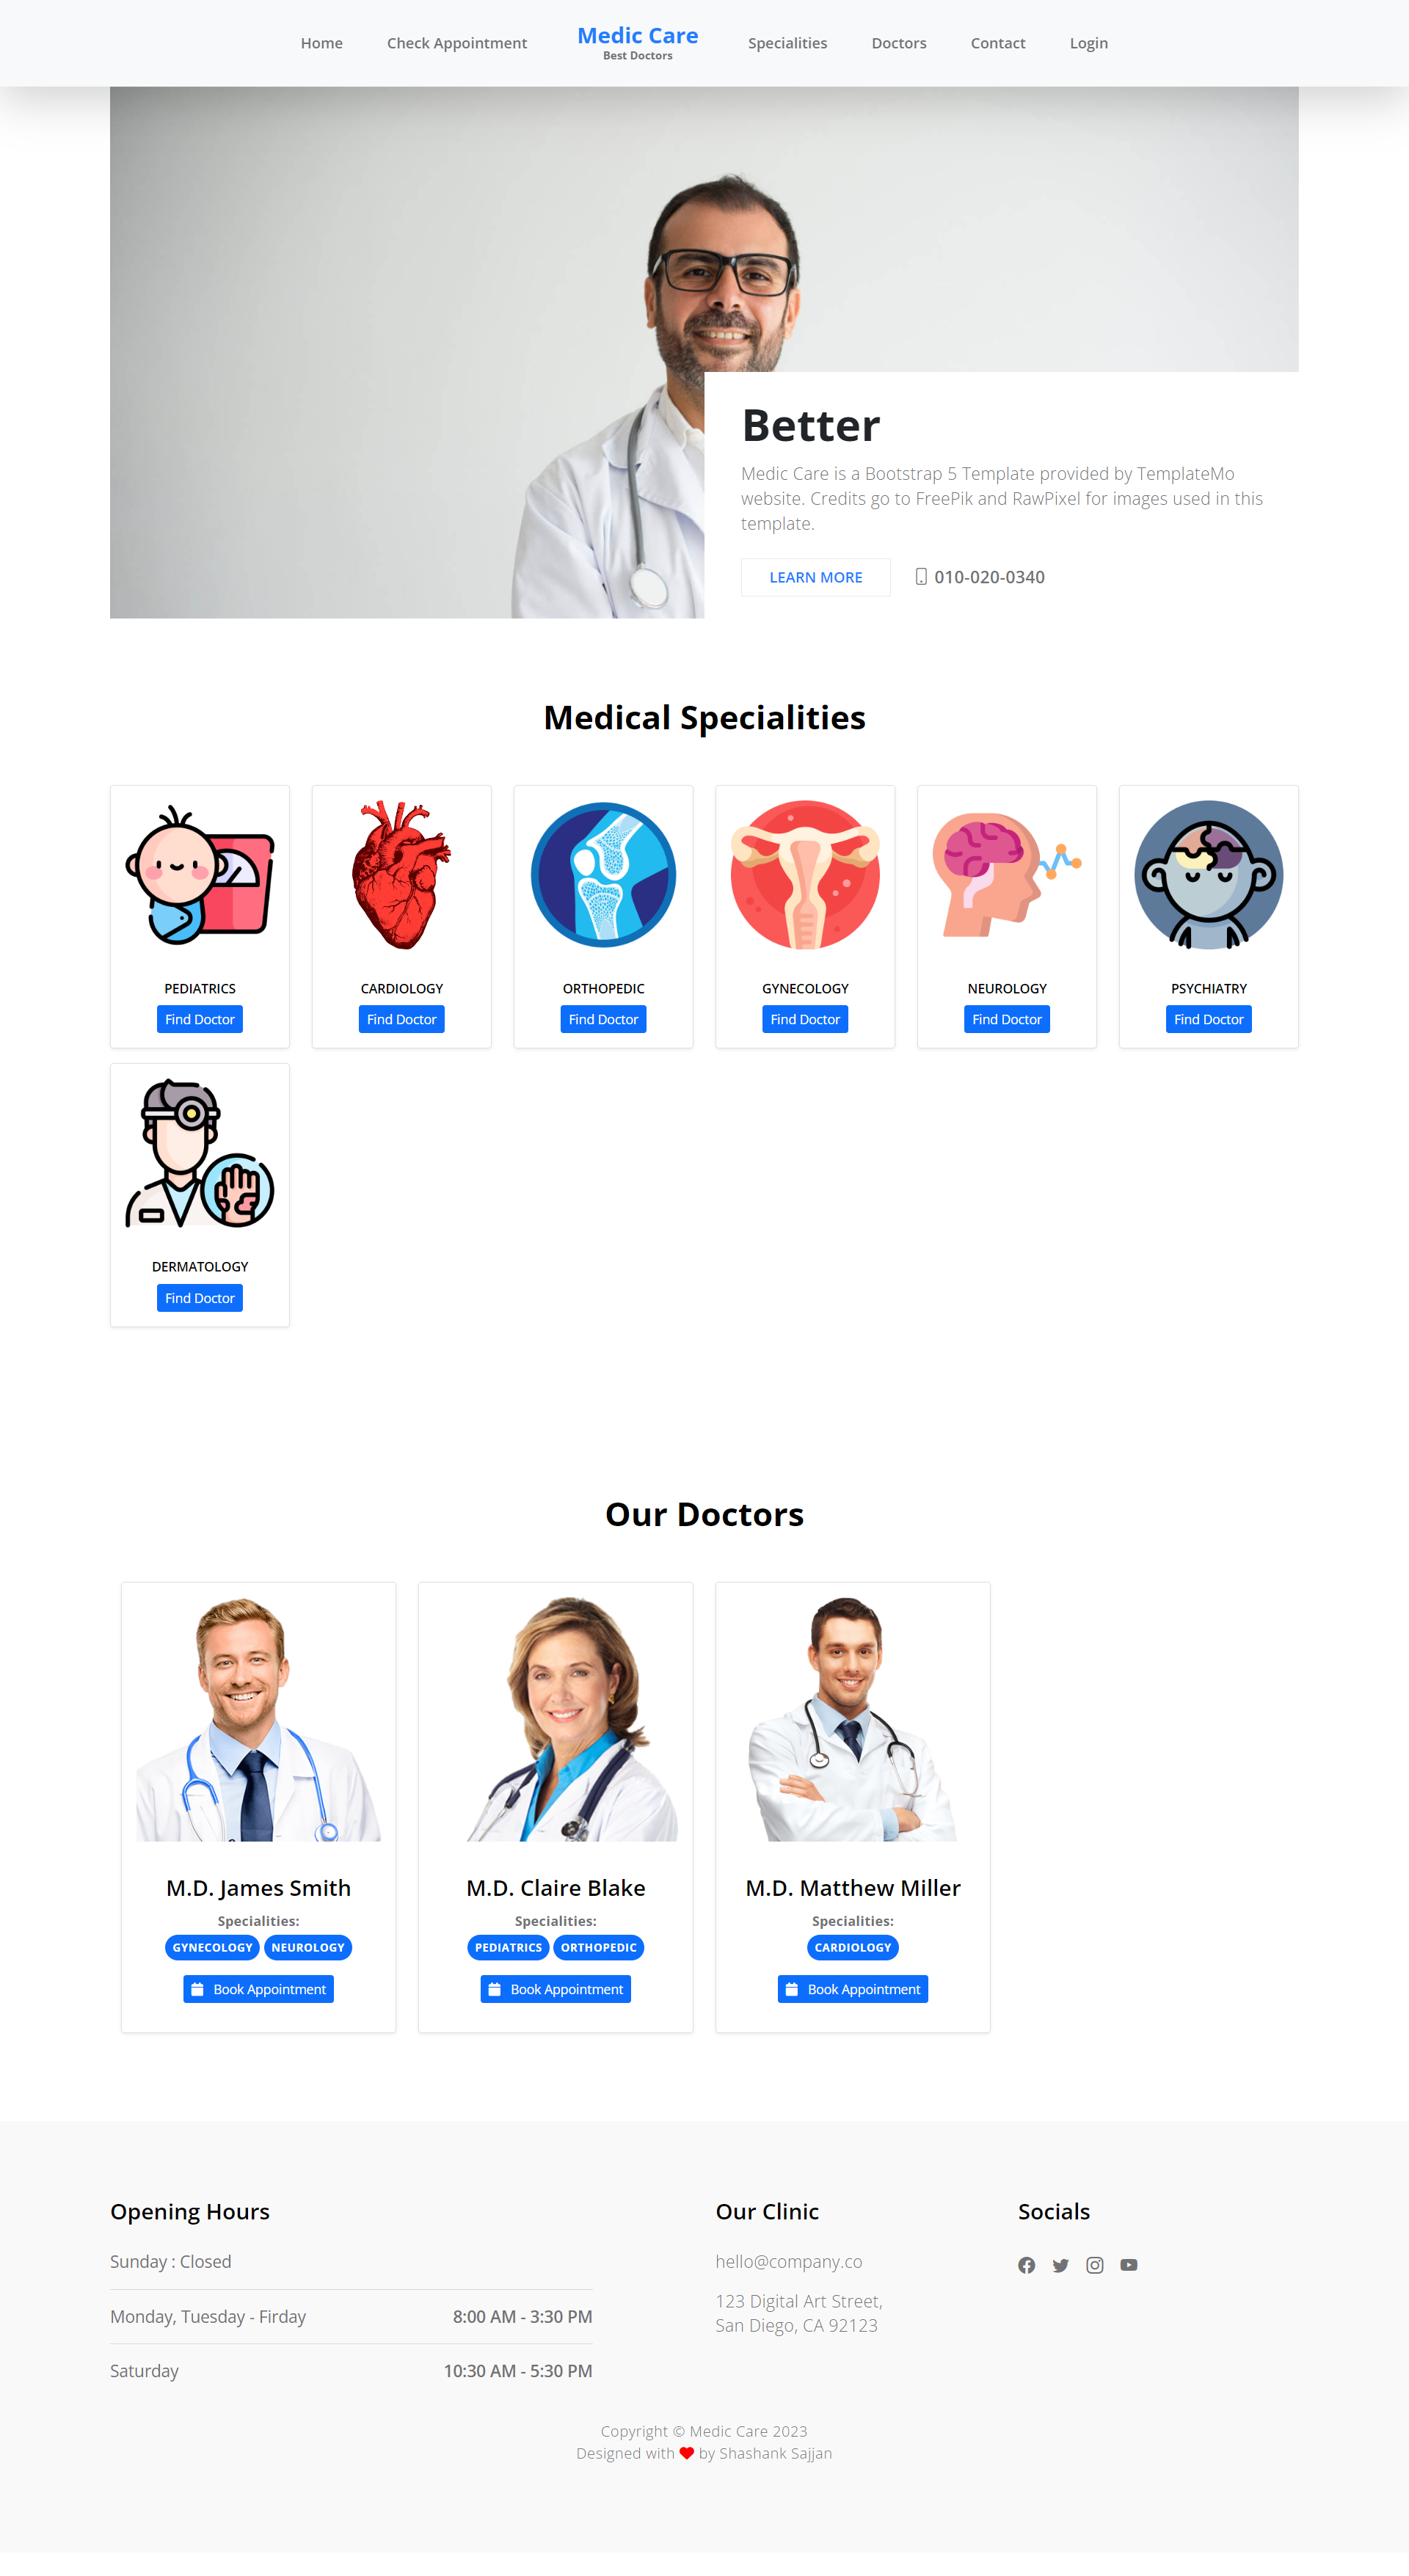 Home
Check Appointment
Medic Care
Best Doctors
Specialities
Doctors
Contact
Login
Better
Medic Care is a Bootstrap 5 Template provided by TemplateMo
website. Credits go to FreePik and RawPixel for images used in this
template.
LEARN MORE
010-020-0340
Medical Specialities
PEDIATRICS
Find Doctor
CARDIOLOGY
Find Doctor
ORTHOPEDIC
Find Doctor
GYNECOLOGY
Find Doctor
NEUROLOGY
Find Doctor
PSYCHIATRY
Find Doctor
DERMATOLOGY
Find Doctor
Our Doctors
M.D. James Smith
Specialities:
GYNECOLOGY NEUROLOGY
Book Appointment
M.D. Claire Blake
Specialities:
PEDIATRICS ORTHOPEDIC
Book Appointment
M.D. Matthew Miller
Specialities:
CARDIOLOGY
Book Appointment
Opening Hours
Sunday : Closed
Monday, Tuesday - Firday 8:00 AM - 3:30 PM
Saturday 10:30 AM - 5:30 PM
Our Clinic
hello@company.co
123 Digital Art Street,
San Diego, CA 92123
Socials
Copyright © Medic Care 2023
Designed with ❤ by Shashank Sajjan